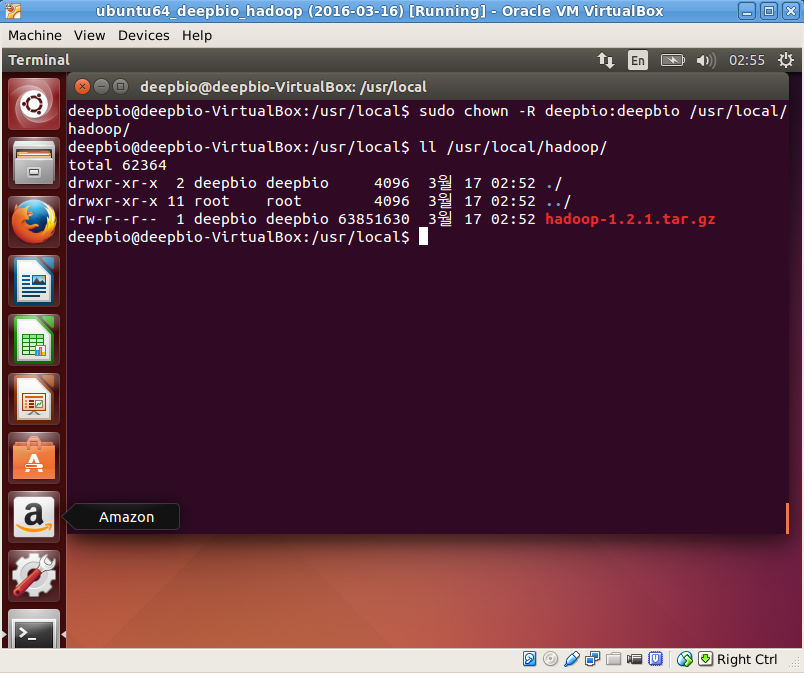 ubuntu64_deepbio_hadoop (2016-03-16) [Running] - Oracle VM VirtualBox
Machine View Devices Help
Terminal En 02:55
deepbio@deepbio-VirtualBox: /usr/local
deepbio@deepbio-VirtualBox:/usr/local$ sudo chown -R deepbio:deepbio /usr/local/
hadoop/
deepbio@deepbio-VirtualBox:/usr/local$ ll /usr/local/hadoop/
total 62364
drwxr-xr-x  2 deepbio deepbio     4096  3월 17 02:52 ./
drwxr-xr-x 11 root    root        4096  3월 17 02:52 ../
-rw-r--r--  1 deepbio deepbio 63851630  3월 17 02:52 hadoop-1.2.1.tar.gz
deepbio@deepbio-VirtualBox:/usr/local$
Amazon
Right Ctrl